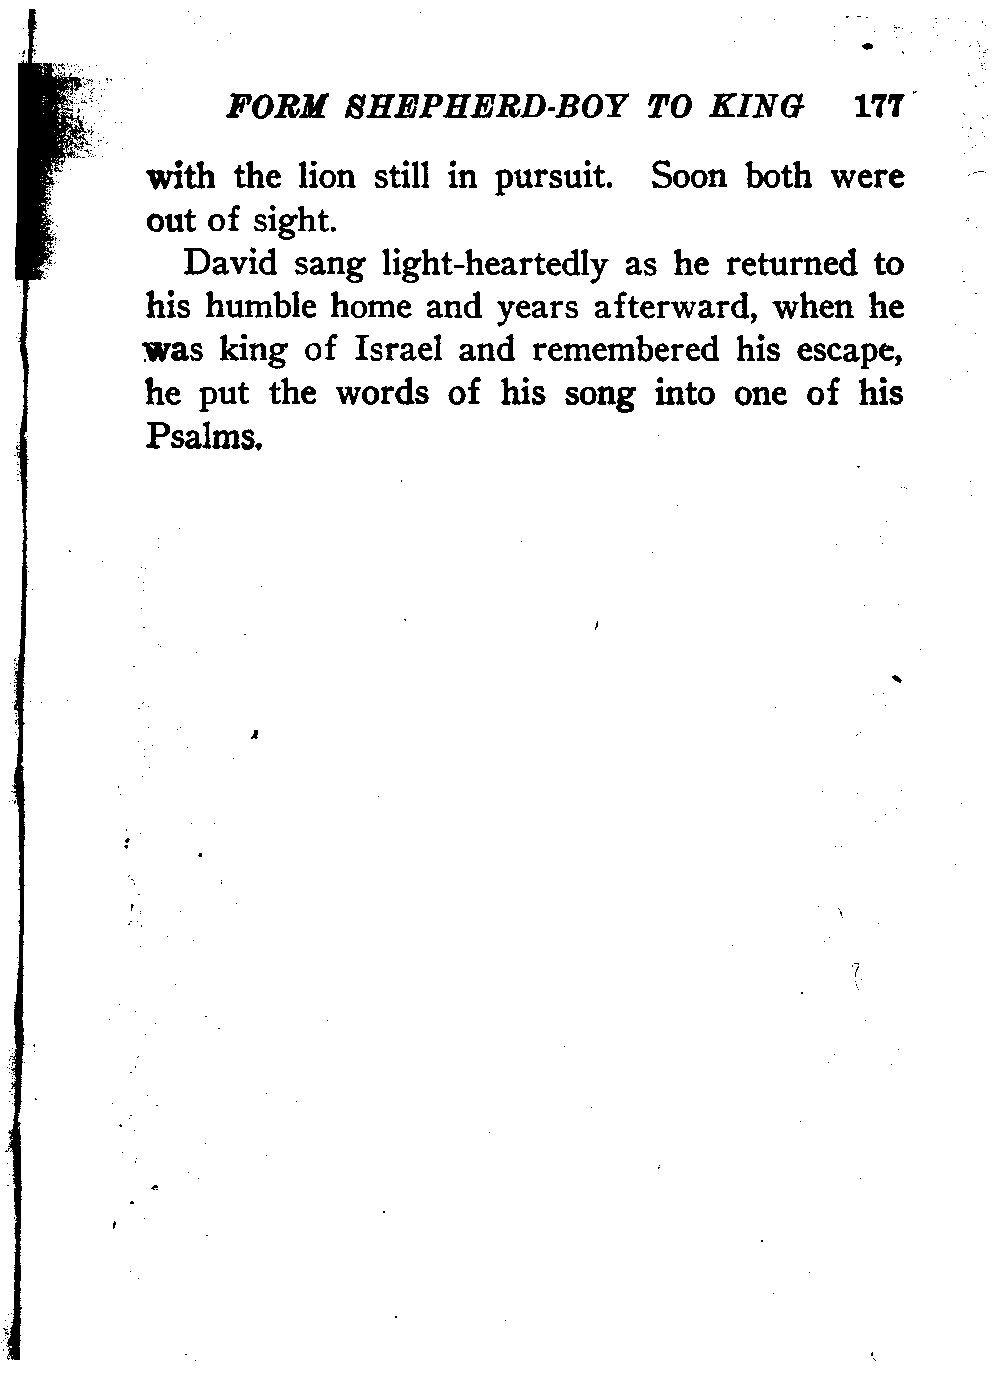 FORM SHEPHERD-BOY TO KING 177
with the lion still in pursuit. Soon both were
out of sight.
David sang light-heartedly as he returned to
his humble home and years afterward, when he
was king of Israel and remembered his escape,
he put the words of his song into one of his
Psalms.